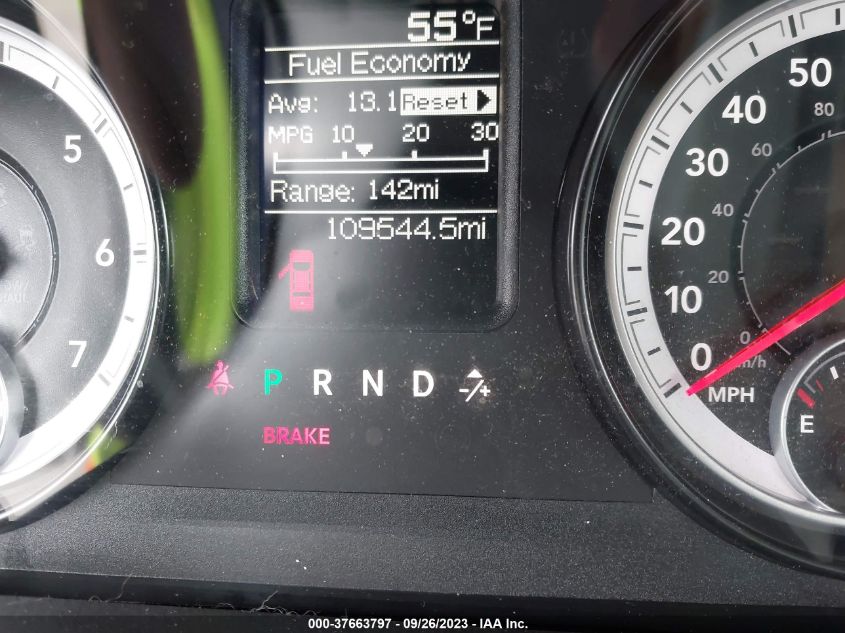 55°F
Fuel Economy
Avg: 13.1 Reset
MPG 10 20 30
Range: 142mi
109544.5mi
5
6
7
50
40
30
20
10
0
MPH
80
60
40
20
0
km/h
E
P R N D -/+
BRAKE
000-37663797 - 09/26/2023 - IAA Inc.